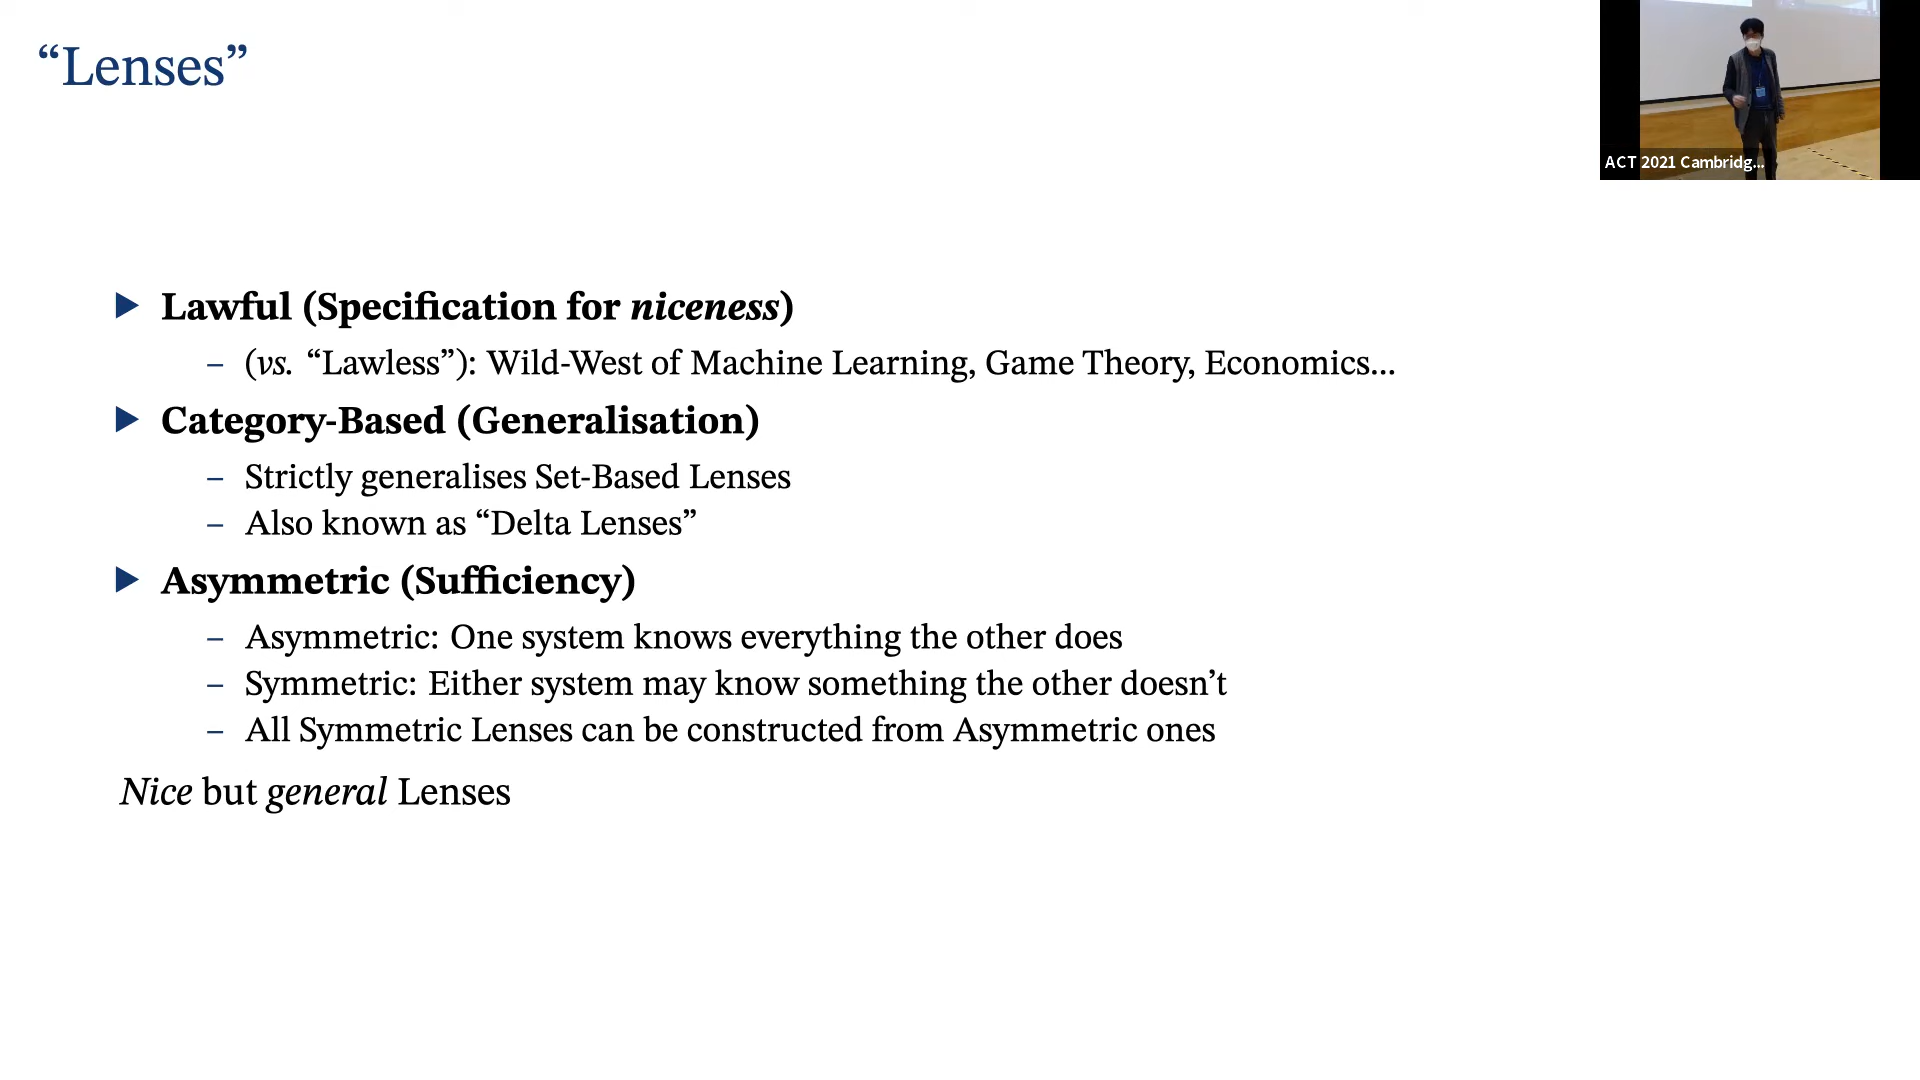 “Lenses”
ACT 2021 Cambridg...
▶ Lawful (Specification for niceness)
– (vs. “Lawless”): Wild-West of Machine Learning, Game Theory, Economics...
▶ Category-Based (Generalisation)
– Strictly generalises Set-Based Lenses
– Also known as “Delta Lenses”
▶ Asymmetric (Sufficiency)
– Asymmetric: One system knows everything the other does
– Symmetric: Either system may know something the other doesn’t
– All Symmetric Lenses can be constructed from Asymmetric ones
Nice but general Lenses